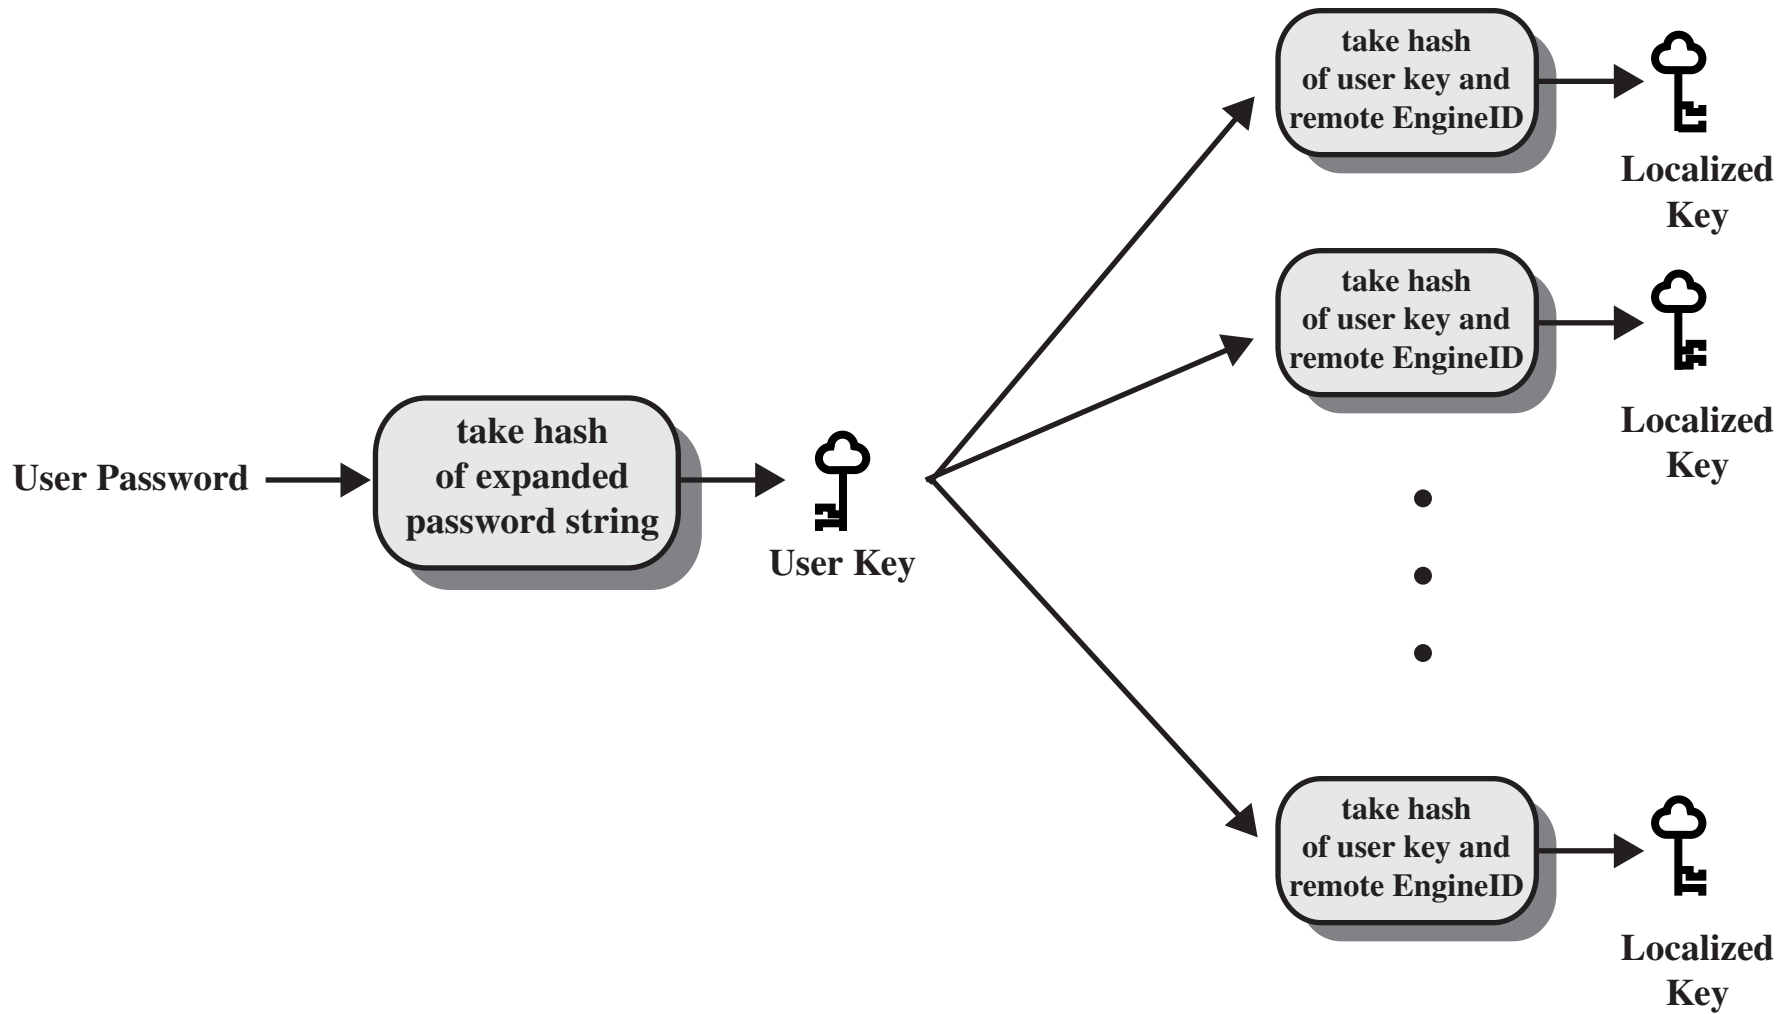 take hash
of user key and
remote EngineID
Localized
Key
take hash
of user key and
remote EngineID
Localized
Key
User Password
take hash
of expanded
password string
User Key
take hash
of user key and
remote EngineID
Localized
Key